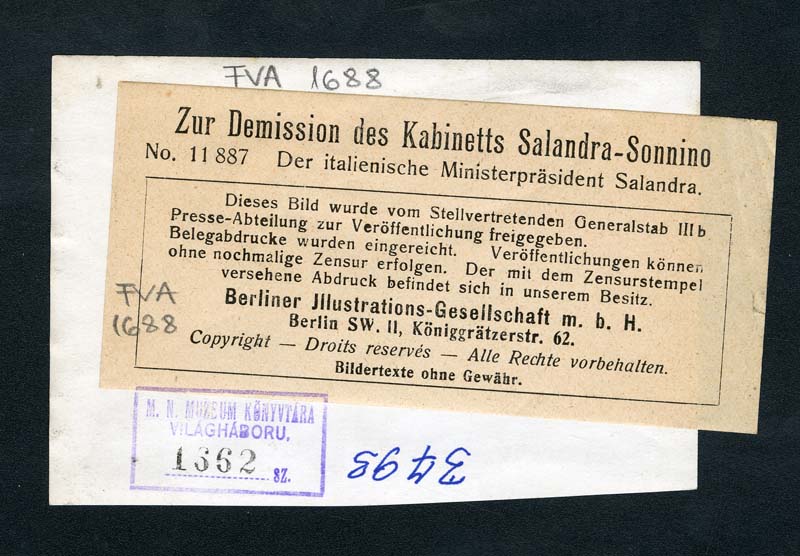 FVA 1688
Zur Demission des Kabinetts Salandra-Sonnino
No. 11 887 Der italienische Ministerpräsident Salandra.
Dieses Bild wurde vom Stellvertretenden Generalstab III b
Presse-Abteilung zur Veröffentlichung freigegeben.
Belegabdrucke wurden eingereicht. Veröffentlichungen können
ohne nochmalige Zensur erfolgen. Der mit dem Zensurstempel
versehene Abdruck befindet sich in unserem Besitz.
Berliner Jllustrations-Gesellschaft m. b. H.
Berlin SW. II, Königgrätzerstr. 62.
Copyright — Droits reservés — Alle Rechte vorbehalten.
Bildertexte ohne Gewähr.
FVA
1688
M. N. MUZEUM KÖNYVTÁRA
VILÁGHÁBORU,
1362 sz.
3498